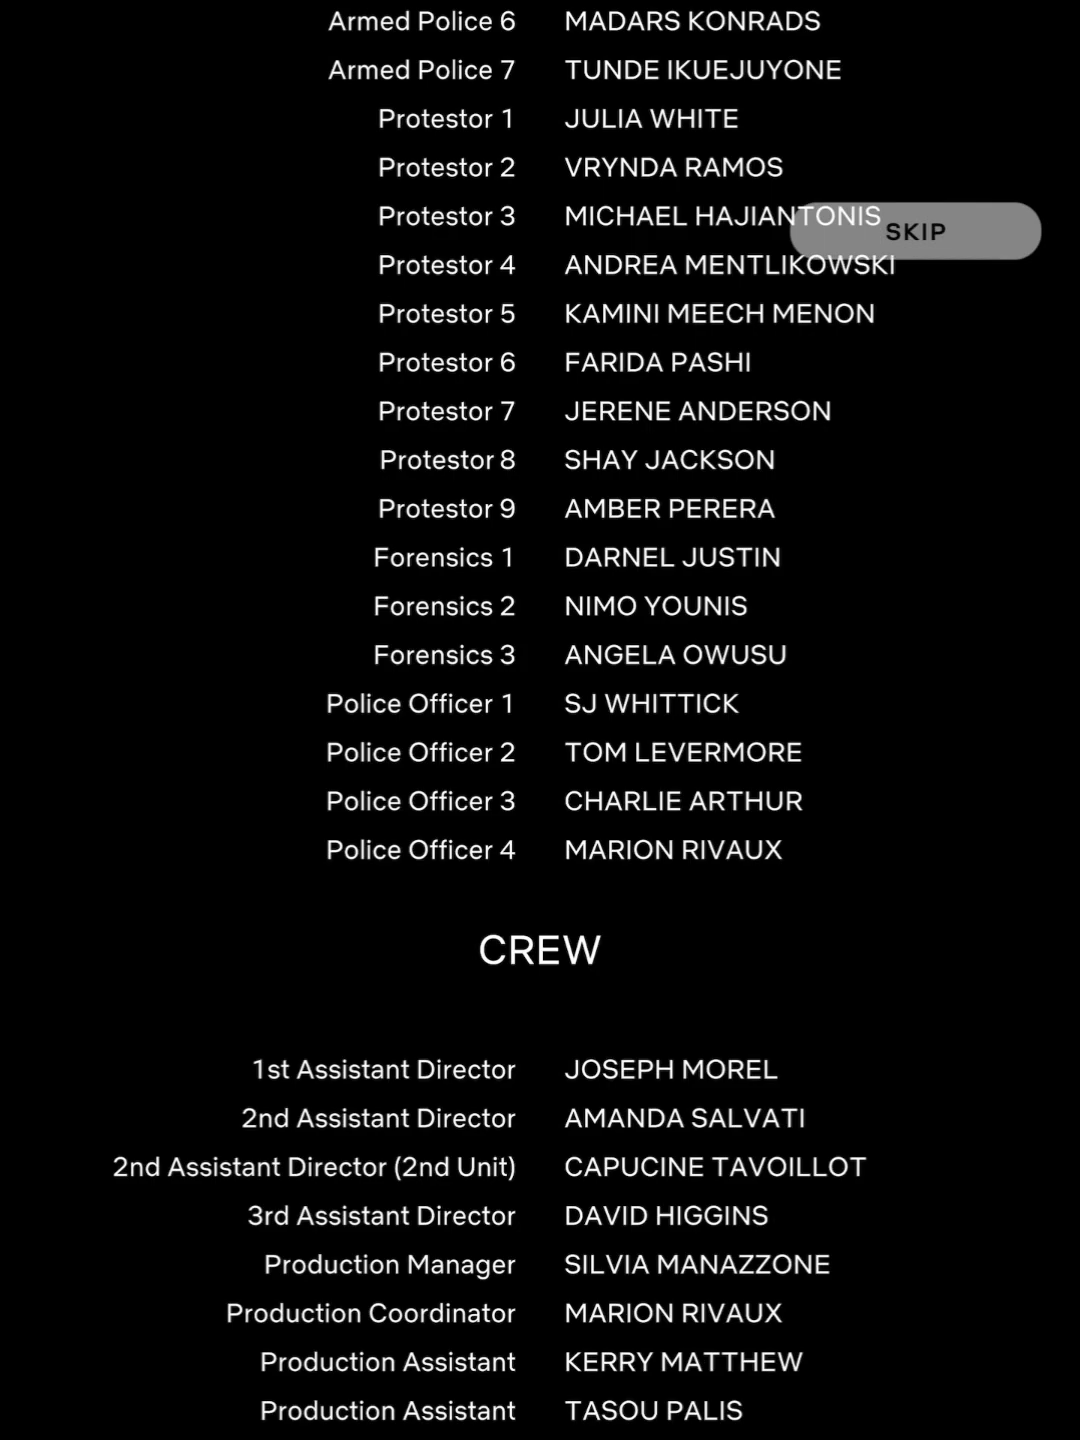 Armed Police 6 MADARS KONRADS
Armed Police 7 TUNDE IKUEJUYONE
Protestor 1 JULIA WHITE
Protestor 2 VRYNDA RAMOS
Protestor 3 MICHAEL HAJIANTONIS
SKIP
Protestor 4 ANDREA MENTLIKOWSKI
Protestor 5 KAMINI MEECH MENON
Protestor 6 FARIDA PASHI
Protestor 7 JERENE ANDERSON
Protestor 8 SHAY JACKSON
Protestor 9 AMBER PERERA
Forensics 1 DARNEL JUSTIN
Forensics 2 NIMO YOUNIS
Forensics 3 ANGELA OWUSU
Police Officer 1 SJ WHITTICK
Police Officer 2 TOM LEVERMORE
Police Officer 3 CHARLIE ARTHUR
Police Officer 4 MARION RIVAUX
CREW
1st Assistant Director JOSEPH MOREL
2nd Assistant Director AMANDA SALVATI
2nd Assistant Director (2nd Unit) CAPUCINE TAVOILLOT
3rd Assistant Director DAVID HIGGINS
Production Manager SILVIA MANAZZONE
Production Coordinator MARION RIVAUX
Production Assistant KERRY MATTHEW
Production Assistant TASOU PALIS